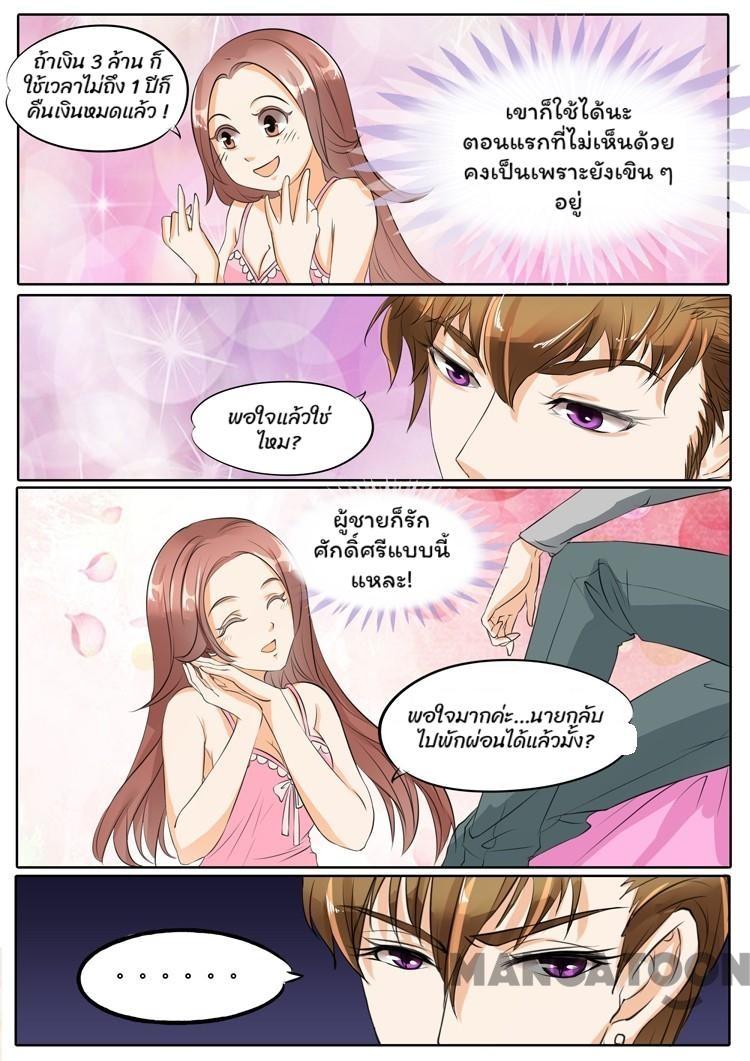 ถ้าเงิน 3 ล้าน ก็
ใช้เวลาไม่ถึง 1 ปีก็
คืนเงินหมดแล้ว !
เขาก็ใช้ได้นะ
ตอนแรกที่ไม่เห็นด้วย
คงเป็นเพราะยังเขิน ๆ
อยู่
พอใจแล้วใช่
ไหม?
ผู้ชายก็รัก
ศักดิ์ศรีแบบนี้
แหละ!
พอใจมากค่ะ...นายกลับ
ไปพักผ่อนได้แล้วมั้ง?
. . . . . .
MANGATOON